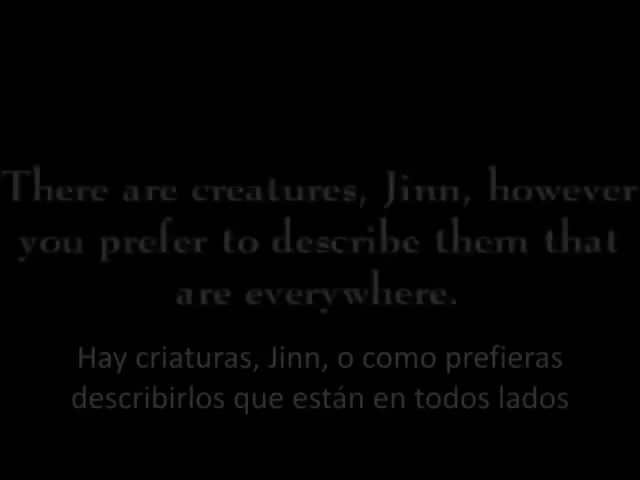 There are creatures, Jinn, however
you prefer to describe them that
are everywhere.
Hay criaturas, Jinn, o como prefieras
describirlos que están en todos lados